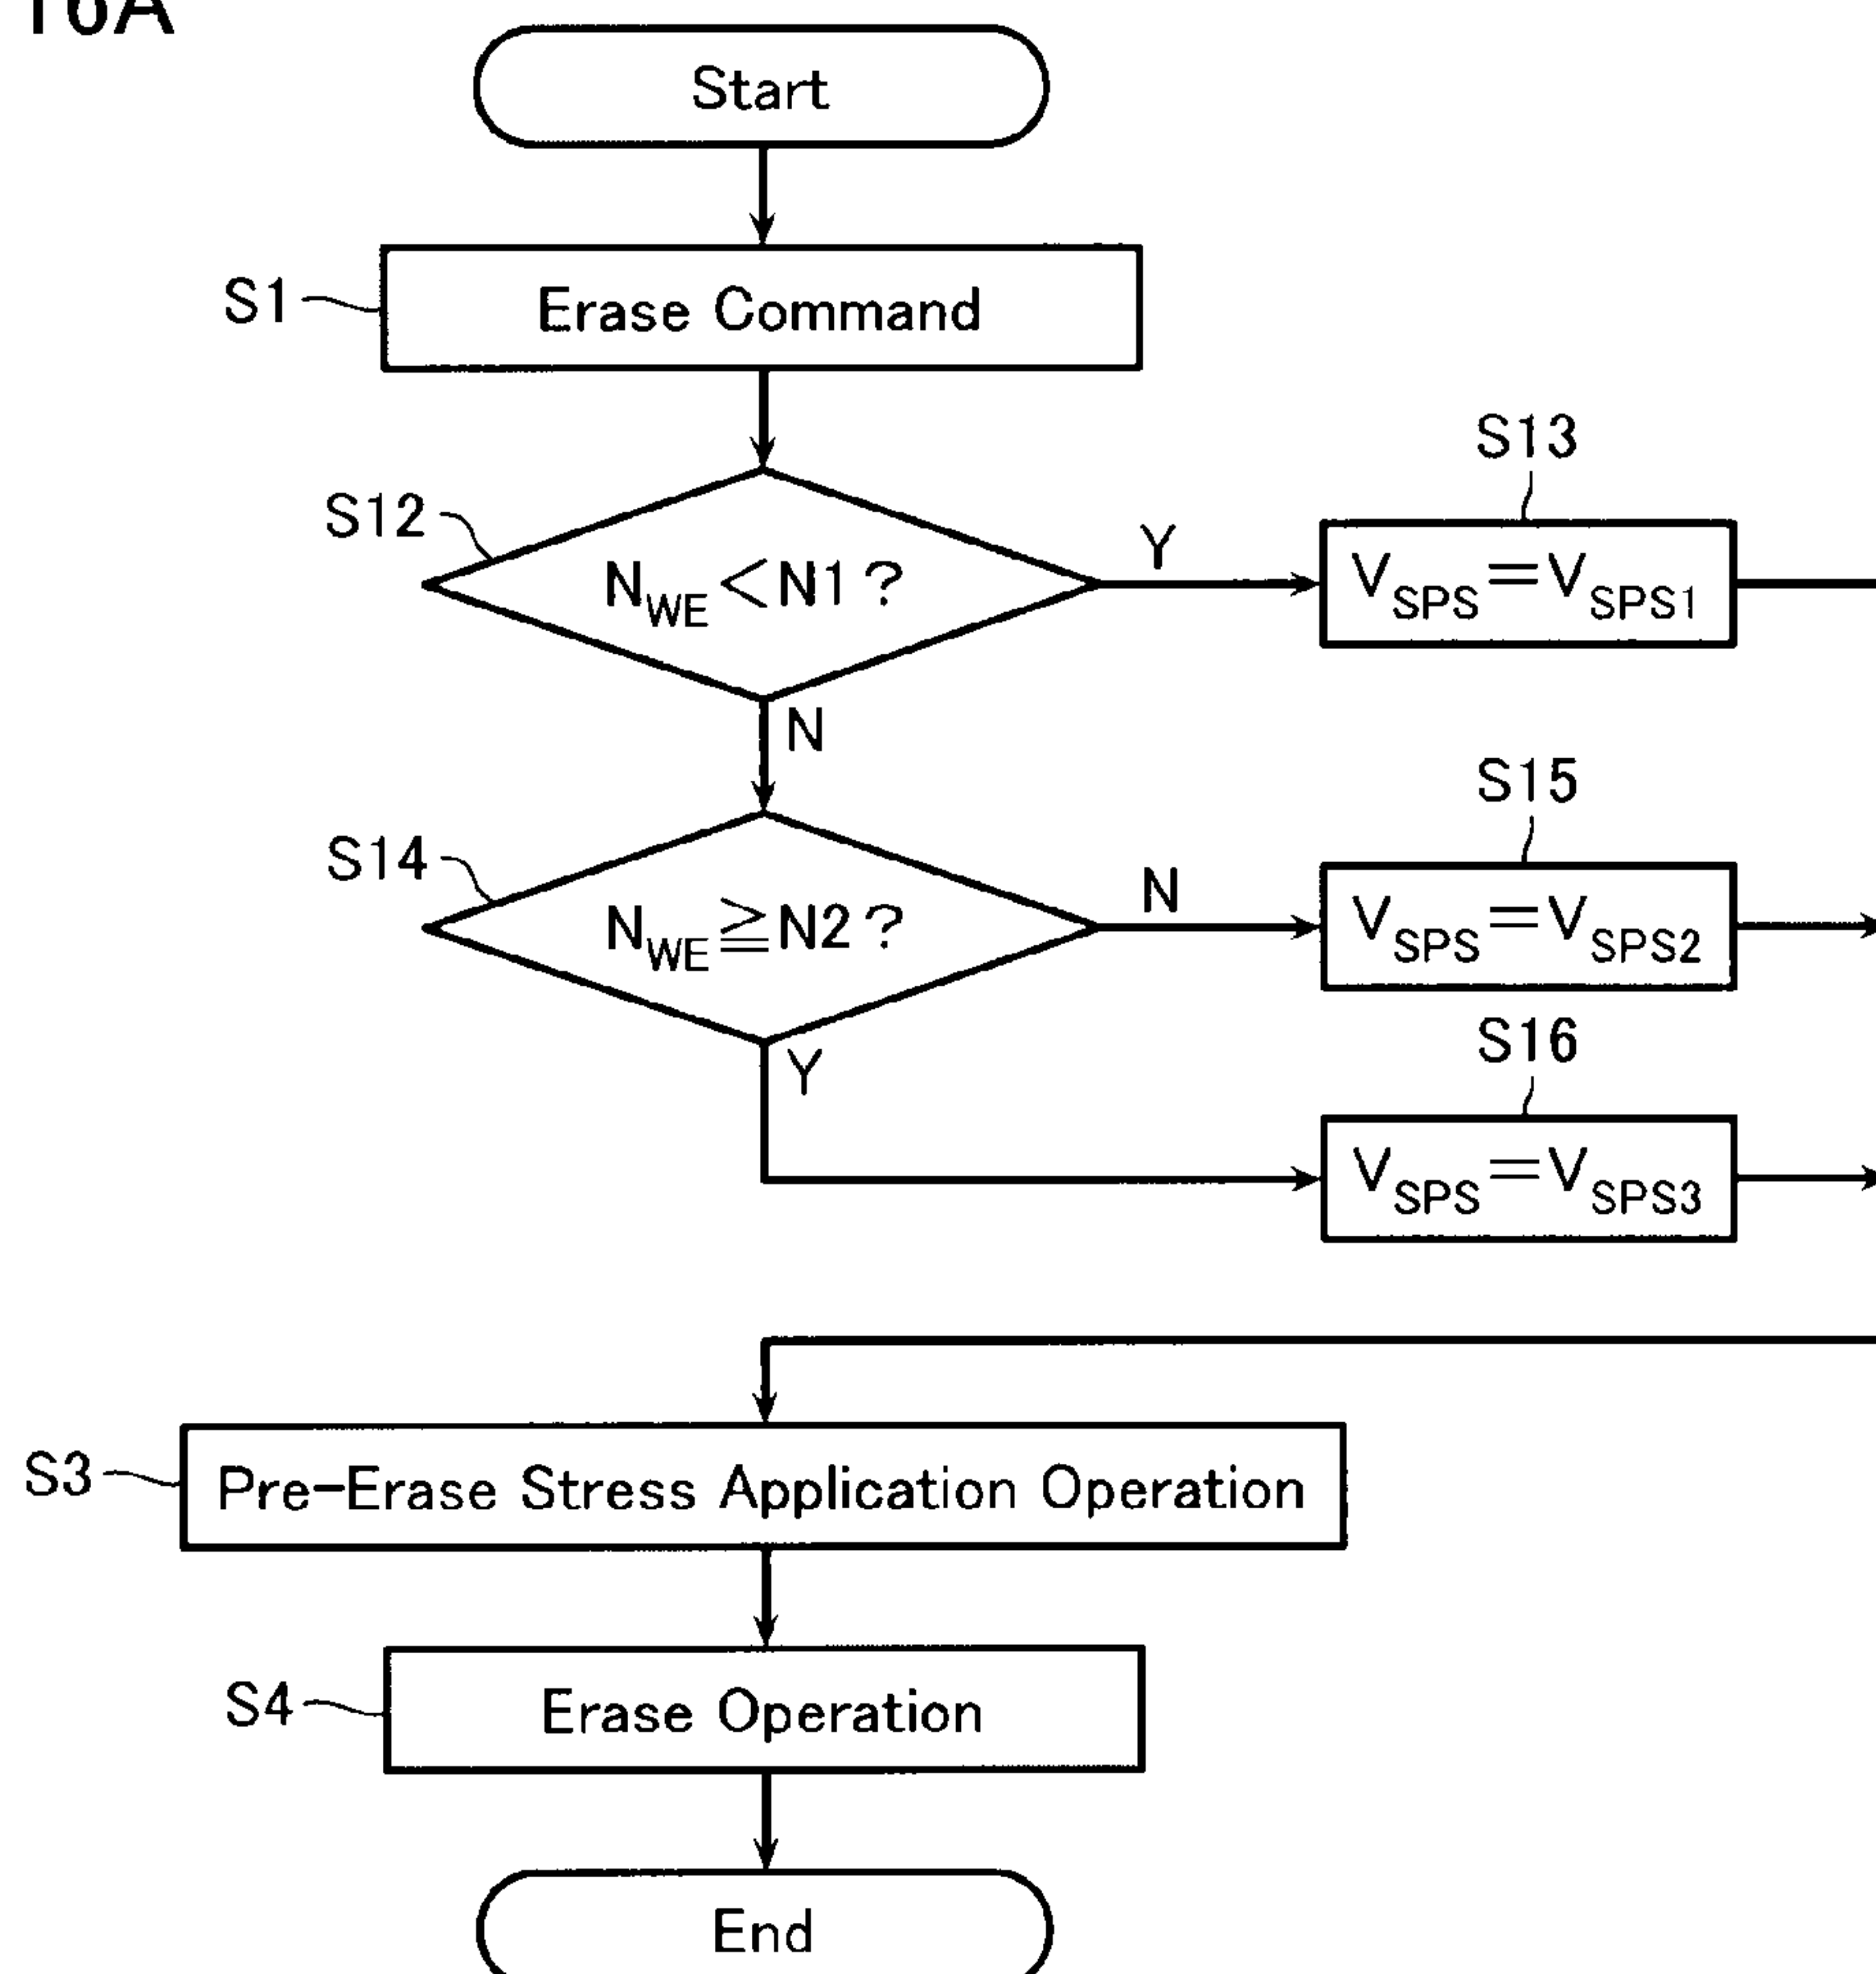 16A
Start
S1
Erase Command
S13
S12
N_WE < N1 ?
Y
V_SPS = V_SPS1
N
S15
S14
N_WE ≧ N2 ?
N
V_SPS = V_SPS2
S16
Y
V_SPS = V_SPS3
S3
Pre-Erase Stress Application Operation
S4
Erase Operation
End